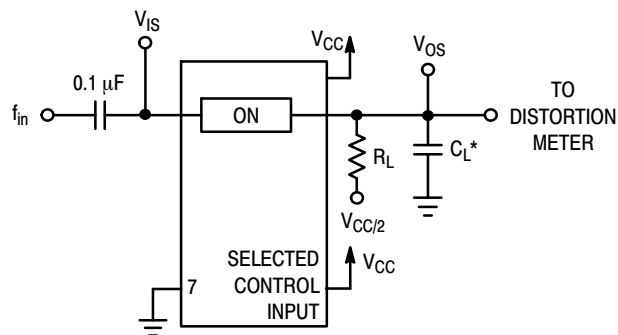 V_IS
V_CC
V_OS
0.1 μF
f_in
ON
TO
DISTORTION
METER
R_L
C_L*
V_CC/2
7
SELECTED
CONTROL
INPUT
V_CC